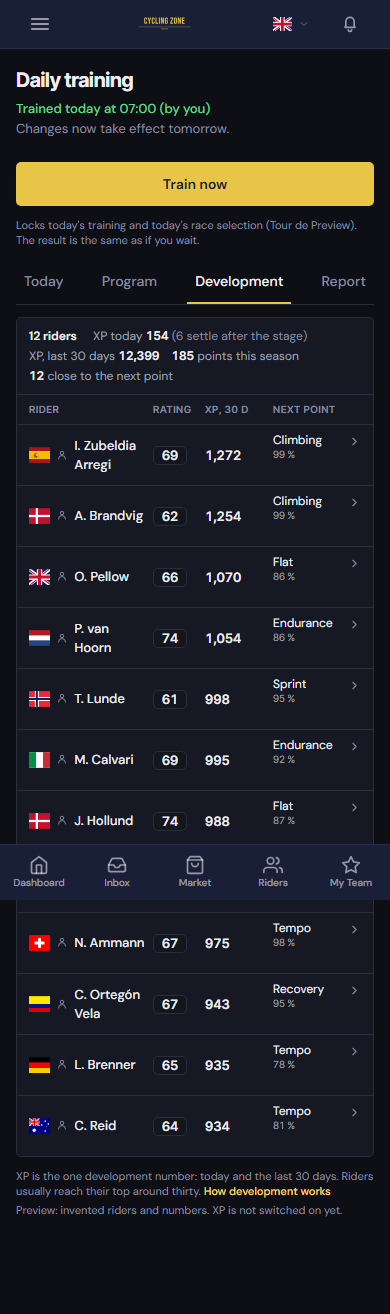 CYCLING ZONE
Daily training
Trained today at 07:00 (by you)
Changes now take effect tomorrow.
Train now
Locks today's training and today's race selection (Tour de Preview).
The result is the same as if you wait.
Today Program Development Report
12 riders XP today 154 (6 settle after the stage)
XP, last 30 days 12,399 185 points this season
12 close to the next point
RIDER RATING XP, 30 D NEXT POINT
I. Zubeldia Arregi 69 1,272 Climbing
99 %
A. Brandvig 62 1,254 Climbing
99 %
O. Pellow 66 1,070 Flat
86 %
P. van Hoorn 74 1,054 Endurance
86 %
T. Lunde 61 998 Sprint
95 %
M. Calvari 69 995 Endurance
92 %
J. Hollund 74 988 Flat
87 %
Dashboard Inbox Market Riders My Team
N. Ammann 67 975 Tempo
98 %
C. Ortegón Vela 67 943 Recovery
95 %
L. Brenner 65 935 Tempo
78 %
C. Reid 64 934 Tempo
81 %
XP is the one development number: today and the last 30 days. Riders
usually reach their top around thirty. How development works
Preview: invented riders and numbers. XP is not switched on yet.